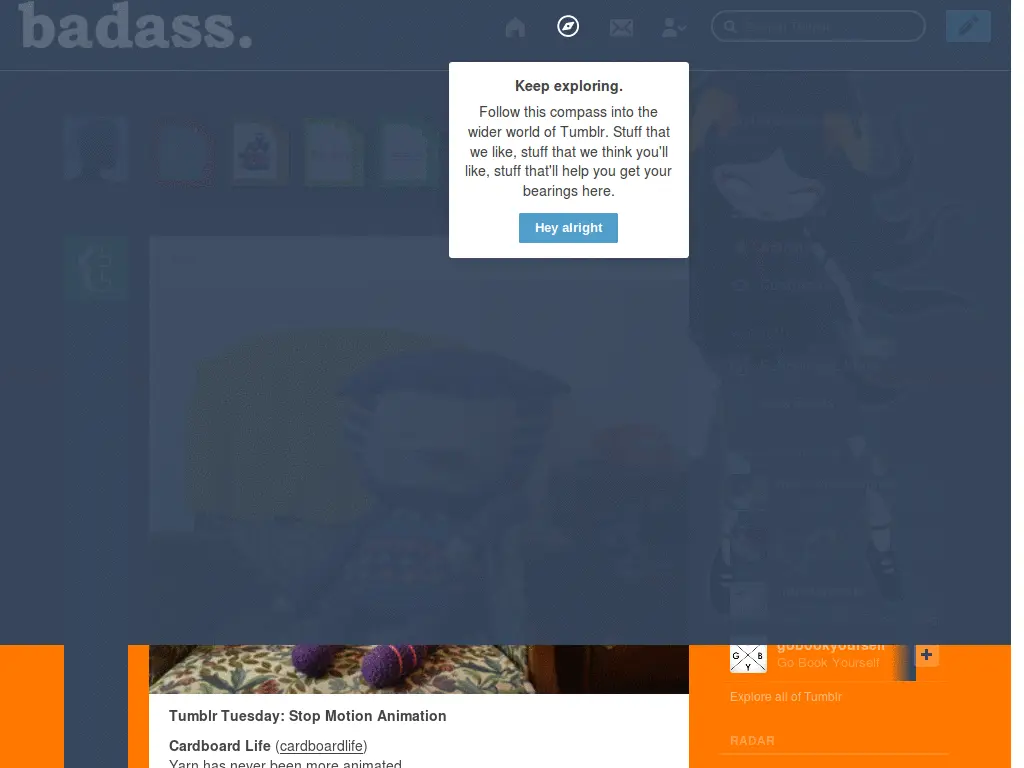 badass.
Keep exploring.
Follow this compass into the
wider world of Tumblr. Stuff that
we like, stuff that we think you'll
like, stuff that'll help you get your
bearings here.
Hey alright
gobookyourself
G B
Y
Go Book Yourself
Explore all of Tumblr
Tumblr Tuesday: Stop Motion Animation
RADAR
Cardboard Life (cardboardlife)
Yarn has never been more animated